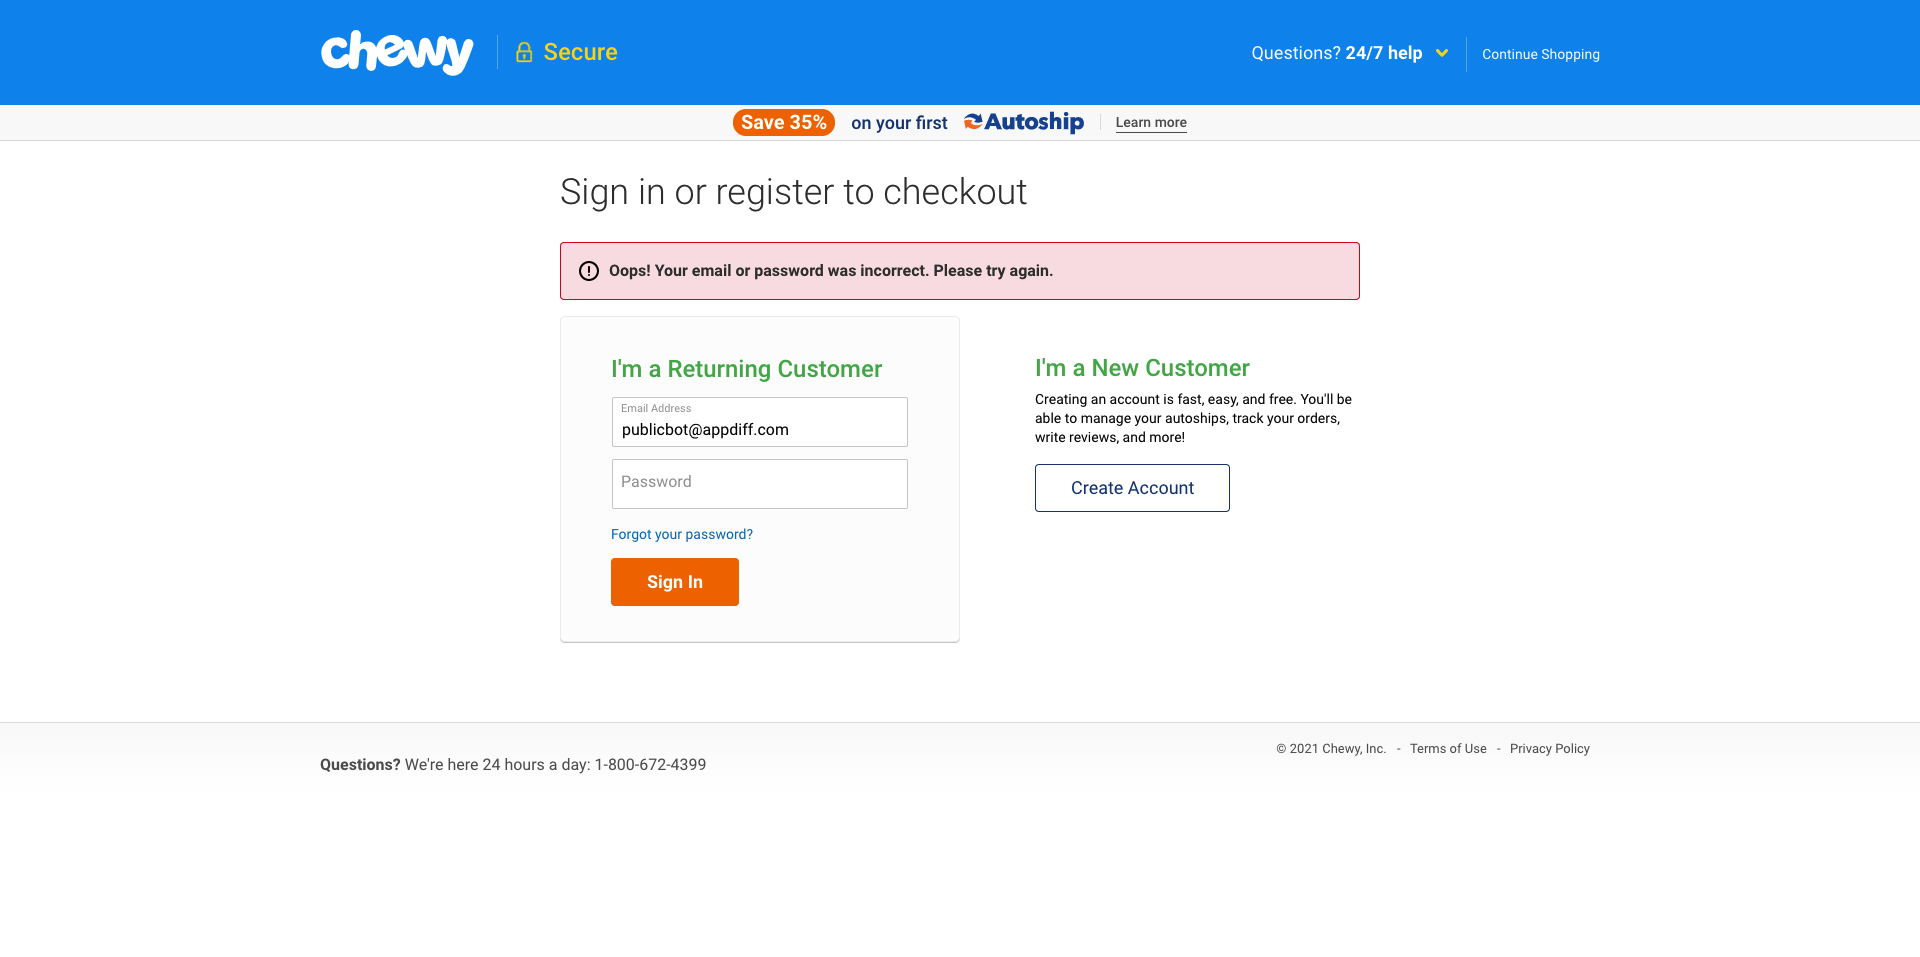 chewy
Secure
Questions? 24/7 help
Continue Shopping
Save 35% on your first Autoship
Learn more
Sign in or register to checkout
Oops! Your email or password was incorrect. Please try again.
I'm a Returning Customer
Email Address
publicbot@appdiff.com
Password
Forgot your password?
Sign In
I'm a New Customer
Creating an account is fast, easy, and free. You'll be
able to manage your autoships, track your orders,
write reviews, and more!
Create Account
Questions? We're here 24 hours a day: 1-800-672-4399
© 2021 Chewy, Inc. - Terms of Use - Privacy Policy